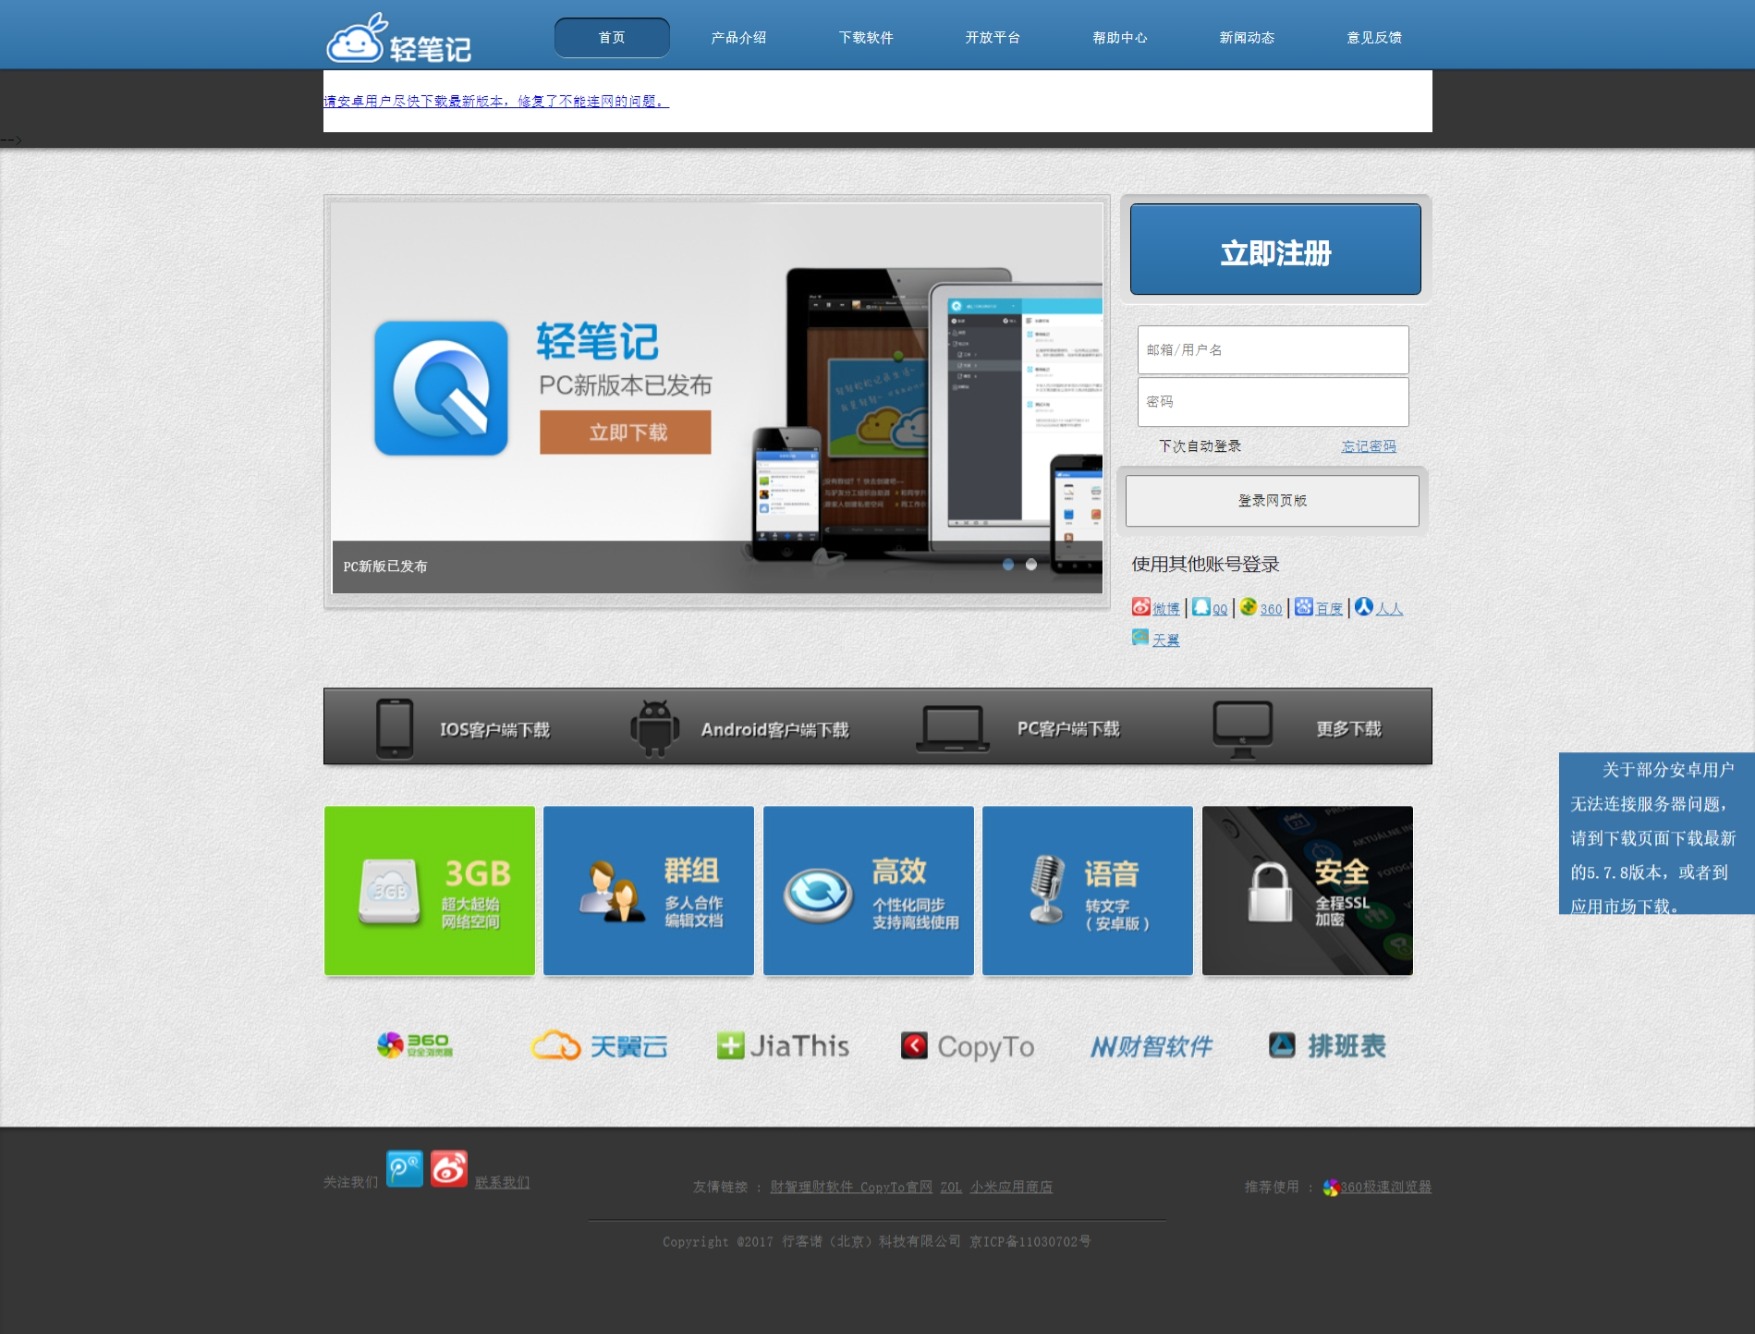 轻笔记
首页 产品介绍 下载软件 开放平台 帮助中心 新闻动态 意见反馈
请安卓用户尽快下载最新版本，修复了不能连网的问题。
-->
立即注册
轻笔记
PC新版本已发布
立即下载
PC新版已发布
邮箱/用户名
密码
下次自动登录 忘记密码
登录网页版
使用其他账号登录
微博 | QQ | 360 | 百度 | 人人
天翼
IOS客户端下载 Android客户端下载 PC客户端下载 更多下载
关于部分安卓用户
无法连接服务器问题，
请到下载页面下载最新
的5.7.8版本，或者到
应用市场下载。
3GB
3GB
超大起始
网络空间
群组
多人合作
编辑文档
高效
个性化同步
支持离线使用
语音
转文字
（安卓版）
安全
全程SSL
加密
360
安全浏览器
天翼云
JiaThis
CopyTo
财智软件
排班表
关注我们 联系我们
友情链接 ： 财智理财软件 CopyTo官网 ZOL 小米应用商店
推荐使用 ： 360极速浏览器
Copyright ©2017 行客诺（北京）科技有限公司 京ICP备11030702号